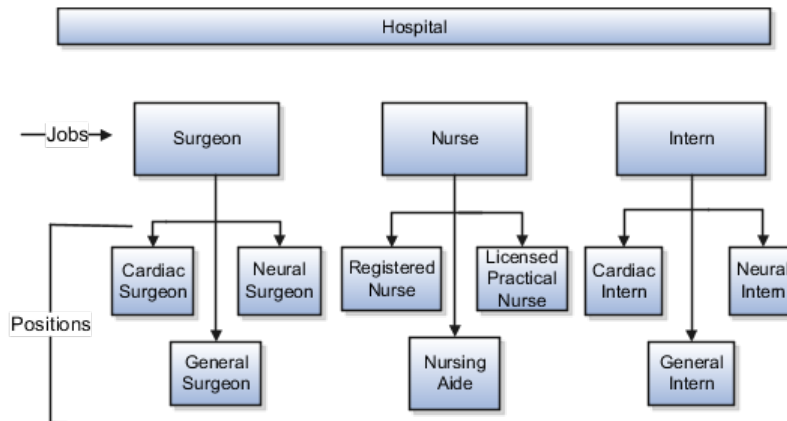 Hospital
Jobs
Surgeon
Nurse
Intern
Positions
Cardiac
Surgeon
Neural
Surgeon
General
Surgeon
Registered
Nurse
Licensed
Practical
Nurse
Nursing
Aide
Cardiac
Intern
Neural
Intern
General
Intern